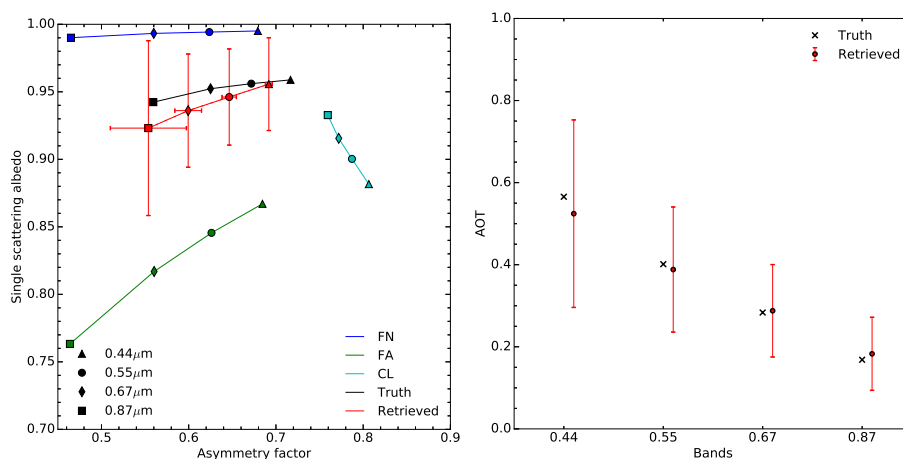 1.00
0.95
0.90
0.85
0.80
0.75
0.70
Single scattering albedo
0.5 0.6 0.7 0.8 0.9
Asymmetry factor
0.44μm
0.55μm
0.67μm
0.87μm
FN
FA
CL
Truth
Retrieved
1.0
0.8
0.6
0.4
0.2
0.0
AOT
0.44 0.55 0.67 0.87
Bands
Truth
Retrieved